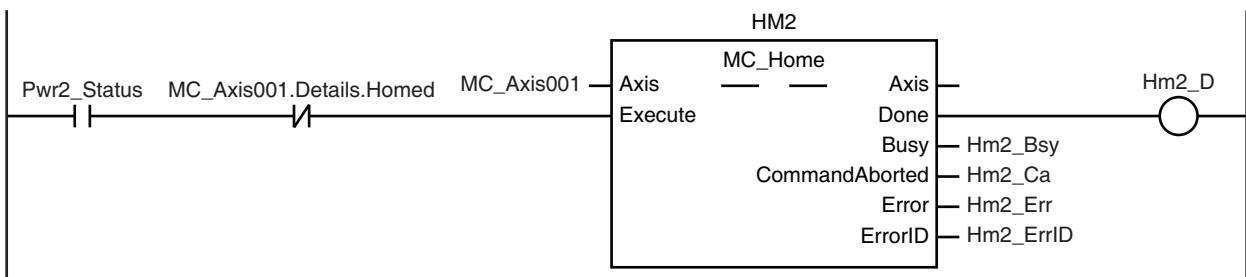 HM2
MC_Home
Pwr2_Status MC_Axis001.Details.Homed MC_Axis001 Axis Axis Hm2_D
Execute Done
Busy Hm2_Bsy
CommandAborted Hm2_Ca
Error Hm2_Err
ErrorID Hm2_ErrID